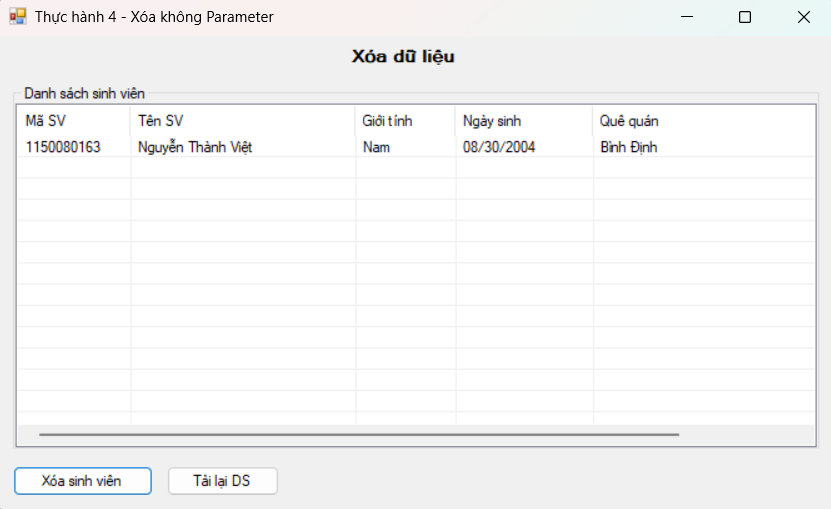 Thực hành 4 - Xóa không Parameter
Xóa dữ liệu
Danh sách sinh viên
Mã SV Tên SV Giới tính Ngày sinh Quê quán
1150080163 Nguyễn Thành Việt Nam 08/30/2004 Bình Định
Xóa sinh viên Tải lại DS